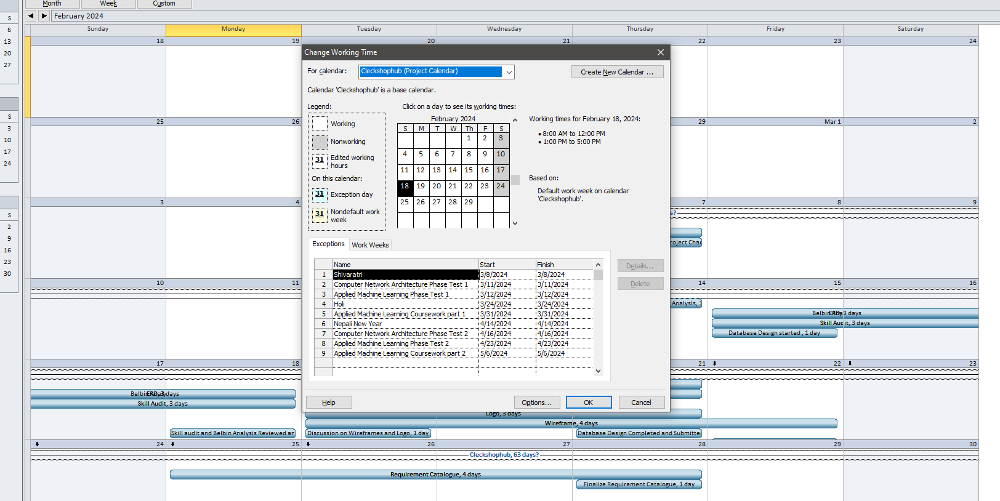 Month Week Custom
February 2024
Sunday Monday Tuesday Wednesday Thursday Friday Saturday
S
6
13
20
27
S
3
10
17
24
S
2
9
16
23
30
18 19 20 21 22 23 24
25 26 29 Mar 1 2
3 4 7 8 9
s?
roject Char
10 11 14 15 16
Analysis,
Skill Audit, 3 days
Database Design started , 1 day
17 18 21 22 23
Skill Audit, 3 days
Logo, 3 days
Wireframe, 4 days
Skill audit and Belbin Analysis Reviewed an
Discussion on Wireframes and Logo, 1 day
Database Design Completed and Submitte
24 25 26 27 28 29 30
Cleckshophub, 63 days?
Requirement Catalogue, 4 days
Finalize Requirement Catalogue, 1 day
Change Working Time
For calendar: Cleckshophub (Project Calendar)
Create New Calendar ...
Calendar 'Cleckshophub' is a base calendar.
Legend:
Working
Nonworking
31 Edited working
hours
On this calendar:
31 Exception day
31 Nondefault work
week
Click on a day to see its working times:
February 2024
S M T W Th F S
1 2 3
4 5 6 7 8 9 10
11 12 13 14 15 16 17
18 19 20 21 22 23 24
25 26 27 28 29
Working times for February 18, 2024:
• 8:00 AM to 12:00 PM
• 1:00 PM to 5:00 PM
Based on:
Default work week on calendar
'Cleckshophub'.
Exceptions Work Weeks
Name Start Finish
1 Shivaratri 3/8/2024 3/8/2024
2 Computer Network Architecture Phase Test 1 3/11/2024 3/11/2024
3 Applied Machine Learning Phase Test 1 3/12/2024 3/12/2024
4 Holi 3/24/2024 3/24/2024
5 Applied Machine Learning Coursework part 1 3/31/2024 3/31/2024
6 Nepali New Year 4/14/2024 4/14/2024
7 Computer Network Architecture Phase Test 2 4/16/2024 4/16/2024
8 Applied Machine Learning Phase Test 2 4/23/2024 4/23/2024
9 Applied Machine Learning Coursework part 2 5/6/2024 5/6/2024
Details...
Delete
Help Options... OK Cancel